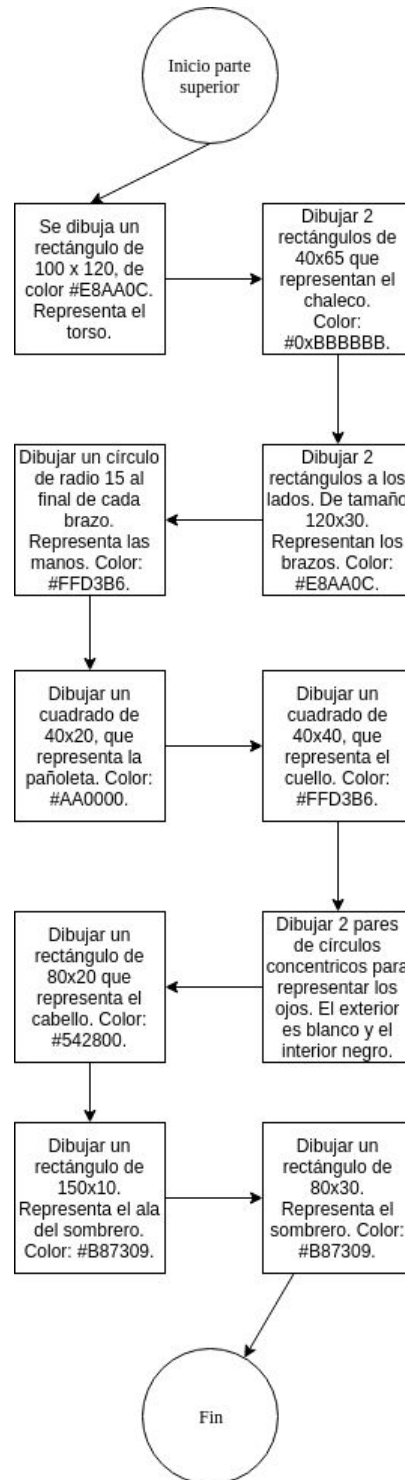 Inicio parte
superior
Se dibuja un
rectángulo de
100 x 120, de
color #E8AA0C.
Representa el
torso.
Dibujar 2
rectángulos de
40x65 que
representan el
chaleco.
Color:
#0xBBBBBB.
Dibujar 2
rectángulos a los
lados. De tamaño
120x30.
Representan los
brazos. Color:
#E8AA0C.
Dibujar un círculo
de radio 15 al
final de cada
brazo.
Representa las
manos. Color:
#FFD3B6.
Dibujar un
cuadrado de
40x20, que
representa la
pañoleta. Color:
#AA0000.
Dibujar un
cuadrado de
40x40, que
representa el
cuello. Color:
#FFD3B6.
Dibujar 2 pares
de círculos
concentricos para
representar los
ojos. El exterior
es blanco y el
interior negro.
Dibujar un
rectángulo de
80x20 que
representa el
cabello. Color:
#542800.
Dibujar un
rectángulo de
150x10.
Representa el ala
del sombrero.
Color: #B87309.
Dibujar un
rectángulo de
80x30.
Representa el
sombrero. Color:
#B87309.
Fin